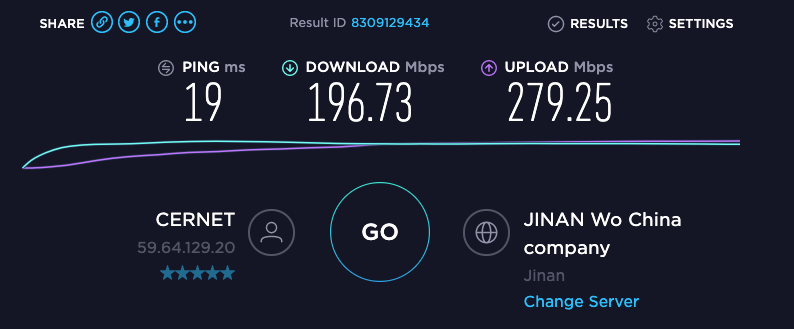 SHARE
Result ID 8309129434
RESULTS
SETTINGS
PING ms
19
DOWNLOAD Mbps
196.73
UPLOAD Mbps
279.25
CERNET
59.64.129.20
GO
JINAN Wo China
company
Jinan
Change Server